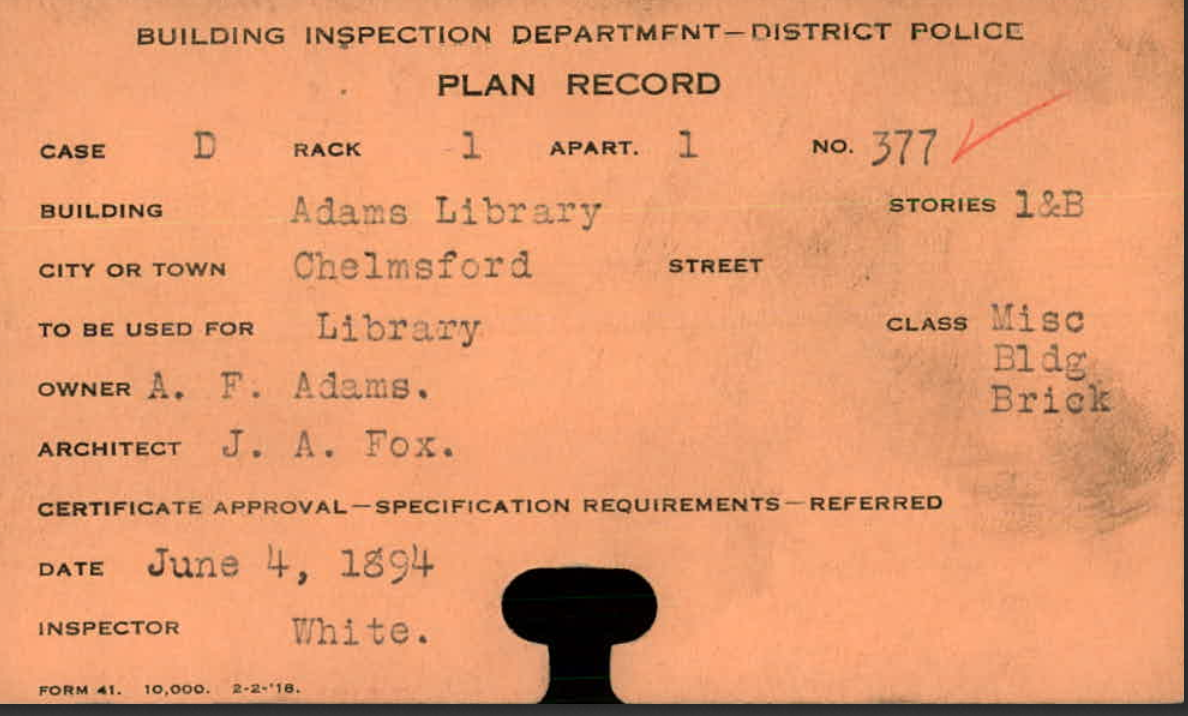 BUILDING INSPECTION DEPARTMENT—DISTRICT POLICE
PLAN RECORD
CASE D RACK 1 APART. 1 NO. 377
BUILDING Adams Library STORIES 1&B
CITY OR TOWN Chelmsford STREET
TO BE USED FOR Library CLASS Misc
Bldg
Brick
OWNER A. F. Adams.
ARCHITECT J. A. Fox.
CERTIFICATE APPROVAL—SPECIFICATION REQUIREMENTS—REFERRED
DATE June 4, 1894
INSPECTOR White.
FORM 41. 10,000. 2-2-'18.